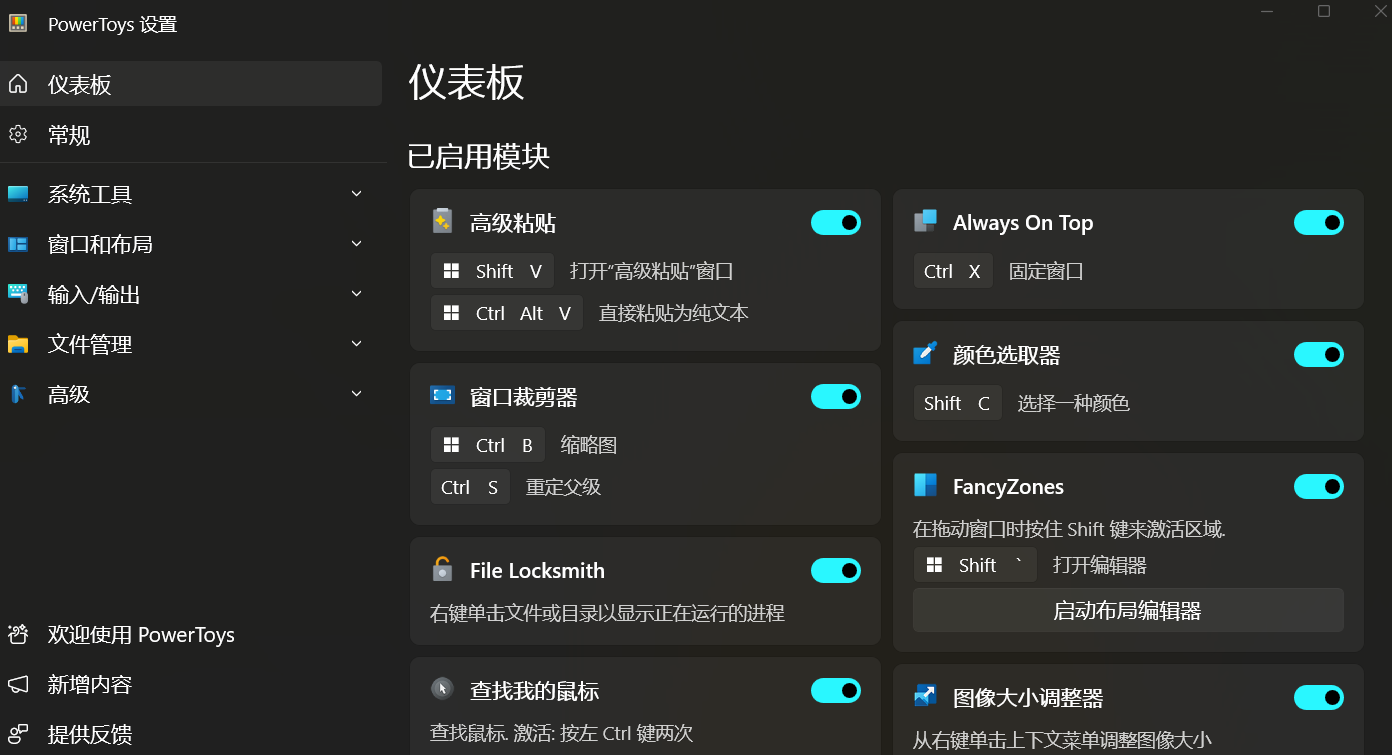 PowerToys 设置
仪表板
常规
系统工具
窗口和布局
输入/输出
文件管理
高级
欢迎使用 PowerToys
新增内容
提供反馈
仪表板
已启用模块
高级粘贴
Shift V 打开“高级粘贴”窗口
Ctrl Alt V 直接粘贴为纯文本
窗口裁剪器
Ctrl B 缩略图
Ctrl S 重定父级
File Locksmith
右键单击文件或目录以显示正在运行的进程
查找我的鼠标
查找鼠标. 激活: 按左 Ctrl 键两次
Always On Top
Ctrl X 固定窗口
颜色选取器
Shift C 选择一种颜色
FancyZones
在拖动窗口时按住 Shift 键来激活区域.
Shift ` 打开编辑器
启动布局编辑器
图像大小调整器
从右键单击上下文菜单调整图像大小